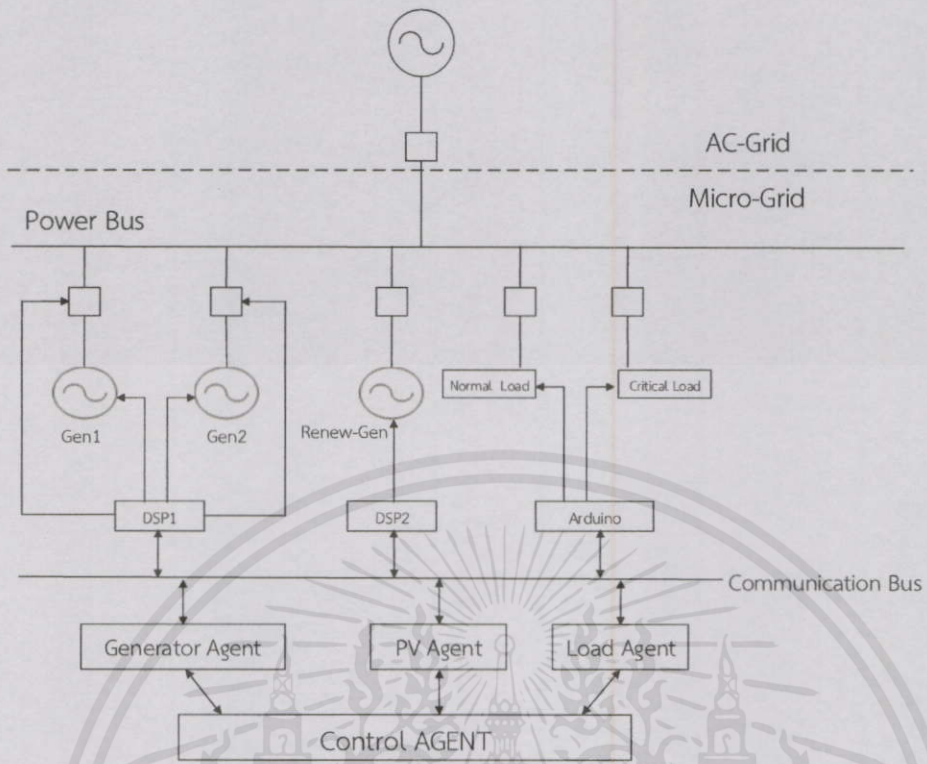 AC-Grid
Micro-Grid
Power Bus
Normal Load
Critical Load
Gen1
Gen2
Renew-Gen
DSP1
DSP2
Arduino
Communication Bus
Generator Agent
PV Agent
Load Agent
Control AGENT